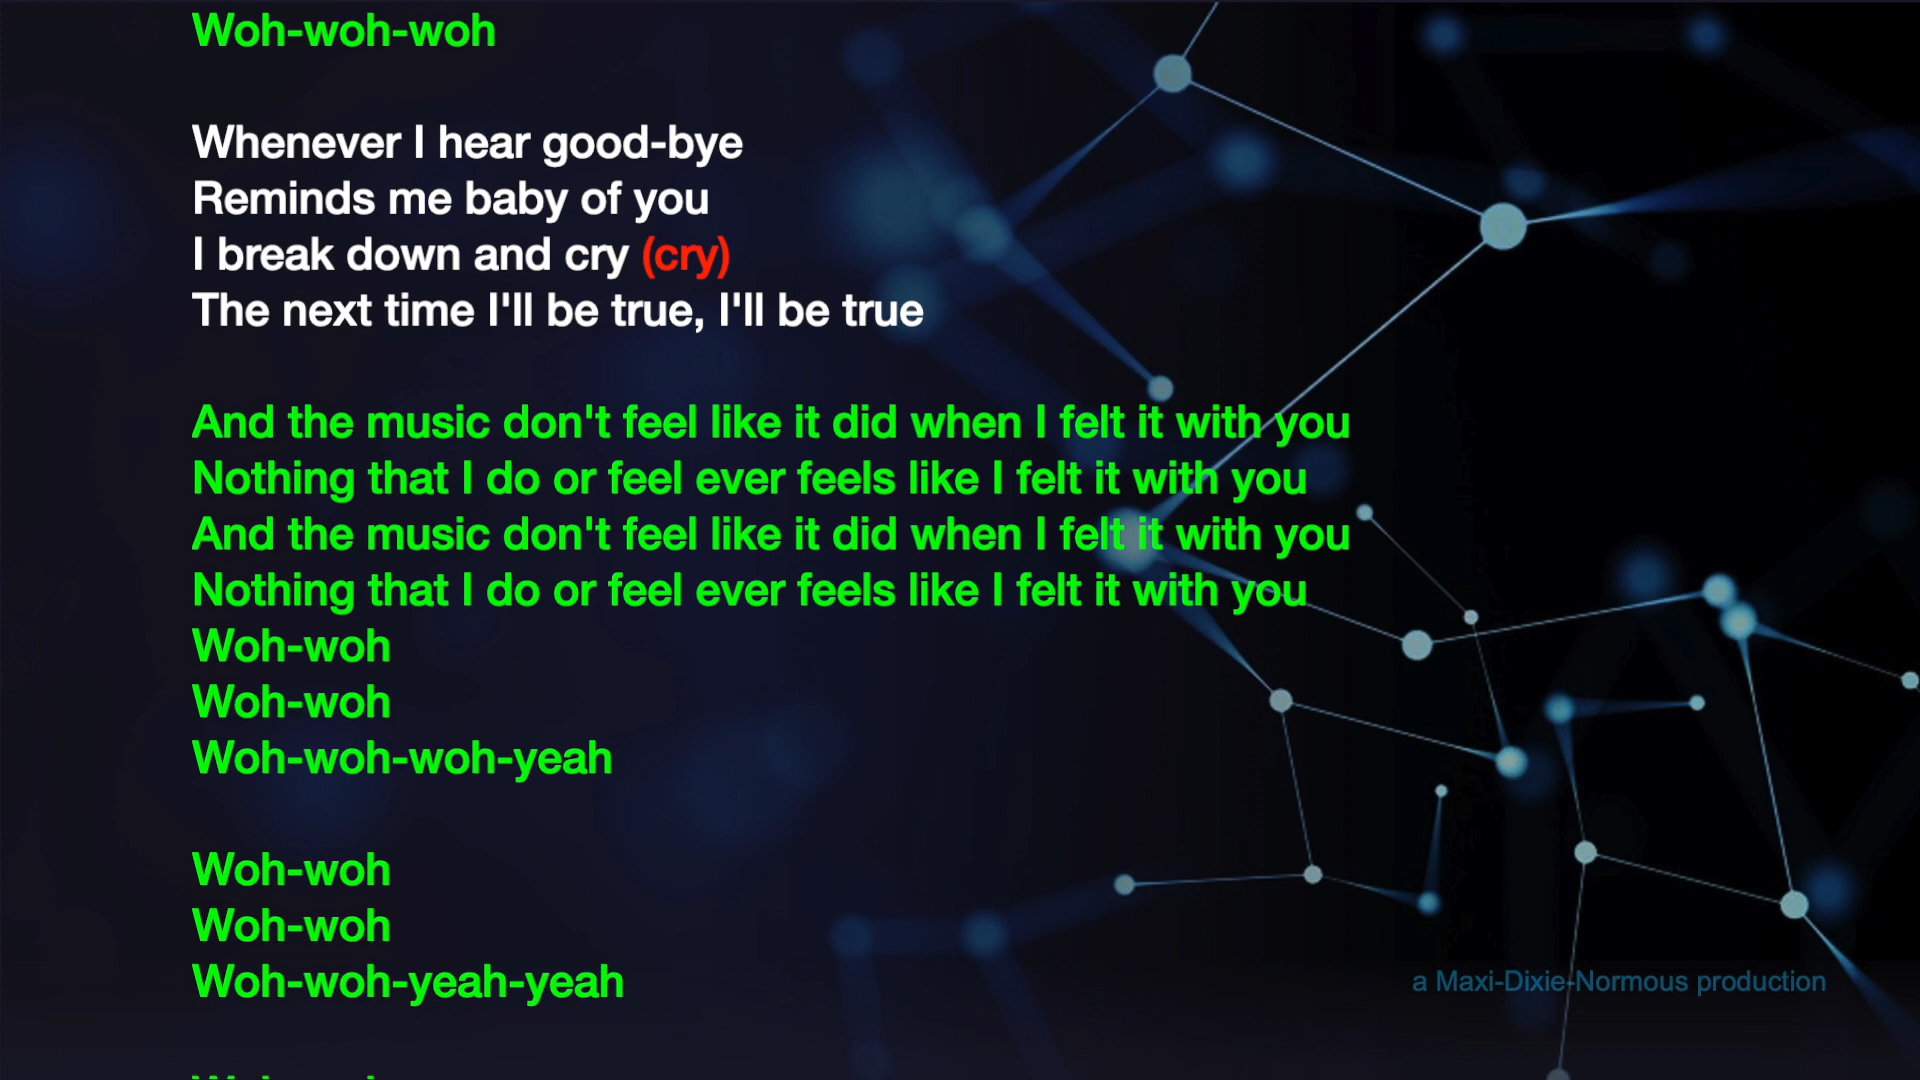 Woh-woh-woh
Whenever I hear good-bye
Reminds me baby of you
I break down and cry (cry)
The next time I'll be true, I'll be true
And the music don't feel like it did when I felt it with you
Nothing that I do or feel ever feels like I felt it with you
And the music don't feel like it did when I felt it with you
Nothing that I do or feel ever feels like I felt it with you
Woh-woh
Woh-woh
Woh-woh-woh-yeah
Woh-woh
Woh-woh
Woh-woh-yeah-yeah
a Maxi-Dixie-Normous production